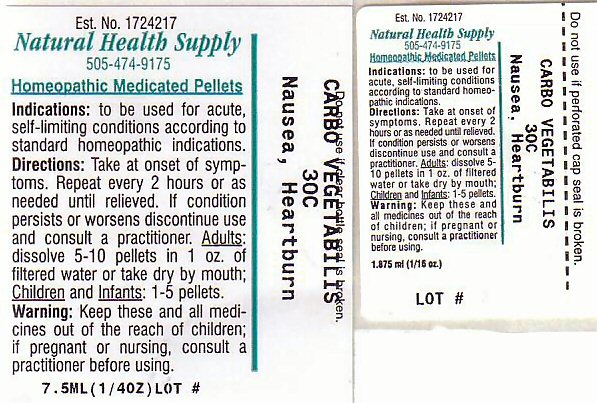 Est. No. 1724217
Natural Health Supply
505-474-9175
Homeopathic Medicated Pellets
Indications: to be used for acute,
self-limiting conditions according to
standard homeopathic indications.
Directions: Take at onset of symp-
toms. Repeat every 2 hours or as
needed until relieved. If condition
persists or worsens discontinue use
and consult a practitioner. Adults:
dissolve 5-10 pellets in 1 oz. of
filtered water or take dry by mouth;
Children and Infants: 1-5 pellets.
Warning: Keep these and all medi-
cines out of the reach of children;
if pregnant or nursing, consult a
practitioner before using.
7.5ML(1/4OZ)LOT #
Do not use if clear bottle seal is broken.
CARBO VEGETABILIS
30C
Nausea, Heartburn
Est. No. 1724217
Natural Health Supply
505-474-9175
Homeopathic Medicated Pellets
Indications: to be used for
acute, self-limiting conditions
according to standard homeo-
pathic indications.
Directions: Take at onset of
symptoms. Repeat every 2
hours or as needed until relieved.
If condition persists or worsens
discontinue use and consult a
practitioner. Adults: dissolve 5-
10 pellets in 1 oz. of filtered
water or take dry by mouth;
Children and Infants: 1-5 pellets.
Warning: Keep these and
all medicines out of the reach
of children; if pregnant or
nursing, consult a practitioner
before using.
1.875 ml (1/16 oz.)
LOT #
Do not use if perforated cap seal is broken.
CARBO VEGETABILIS
30C
Nausea, Heartburn